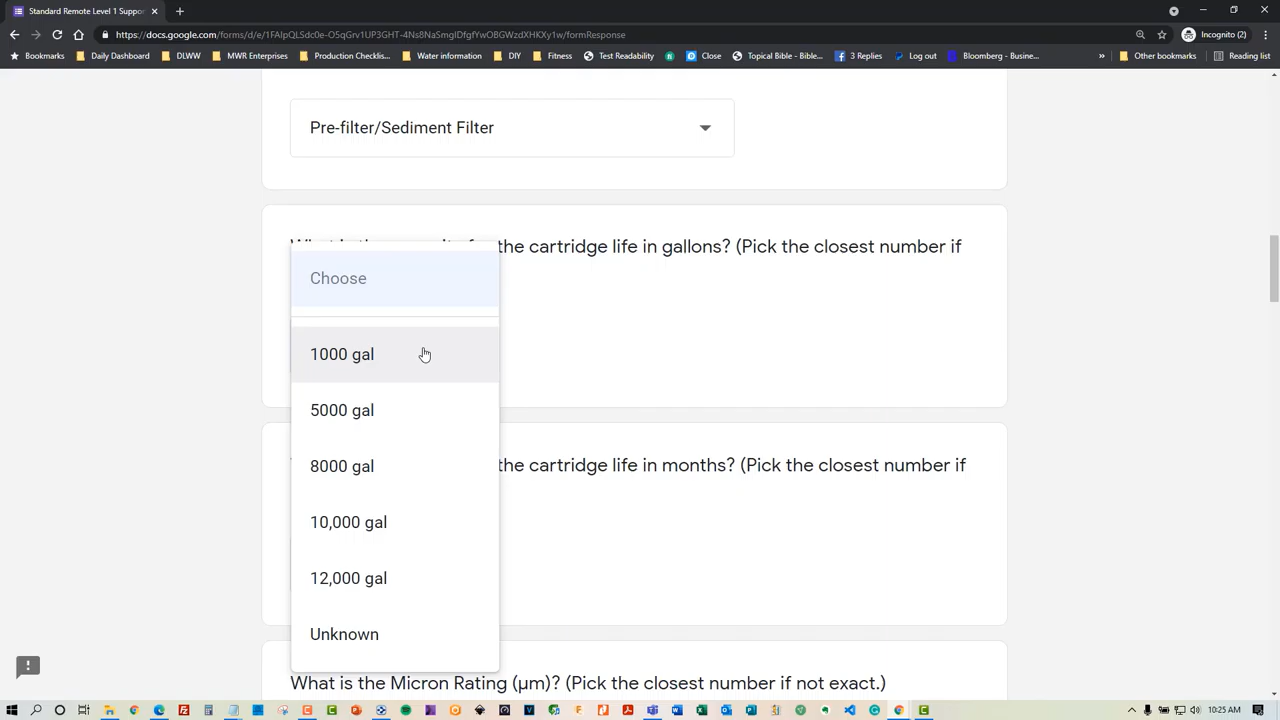 Standard Remote Level 1 Suppor
https://docs.google.com/forms/d/e/1FAIpQLSdc0e-O5qGrv1UP3GHT-4Ns8NaSmgIDfgfYwOBGWzdXHKXy1w/formResponse
Incognito (2)
Bookmarks Daily Dashboard DLWW MWR Enterprises Production Checklis... Water information DIY Fitness Test Readability Close Topical Bible - Bibl... 3 Replies Log out Bloomberg - Busine... » Other bookmarks Reading list
Pre-filter/Sediment Filter
the cartridge life in gallons? (Pick the closest number if
Choose
1000 gal
5000 gal
8000 gal
the cartridge life in months? (Pick the closest number if
10,000 gal
12,000 gal
Unknown
What is the Micron Rating (μm)? (Pick the closest number if not exact.)
10:25 AM